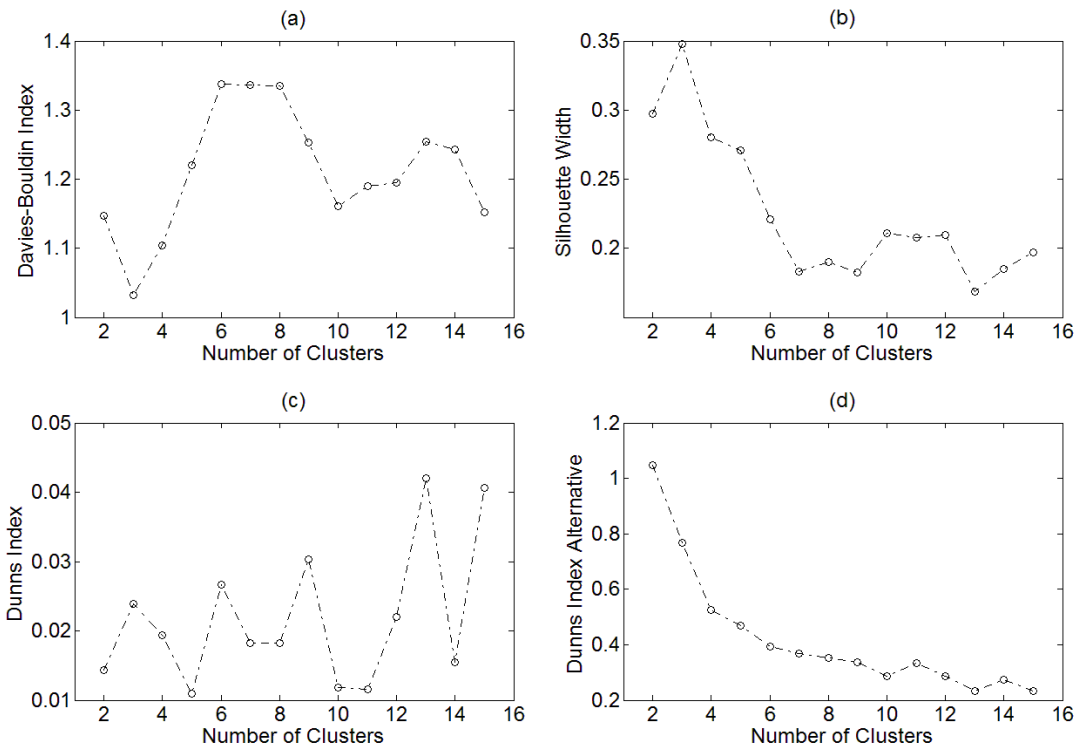 (a)
1.4
1.3
1.2
1.1
1
Davies-Bouldin Index
2 4 6 8 10 12 14 16
Number of Clusters
(b)
0.35
0.3
0.25
0.2
Silhouette Width
2 4 6 8 10 12 14 16
Number of Clusters
(c)
0.05
0.04
0.03
0.02
0.01
Dunns Index
2 4 6 8 10 12 14 16
Number of Clusters
(d)
1.2
1
0.8
0.6
0.4
0.2
Dunns Index Alternative
2 4 6 8 10 12 14 16
Number of Clusters